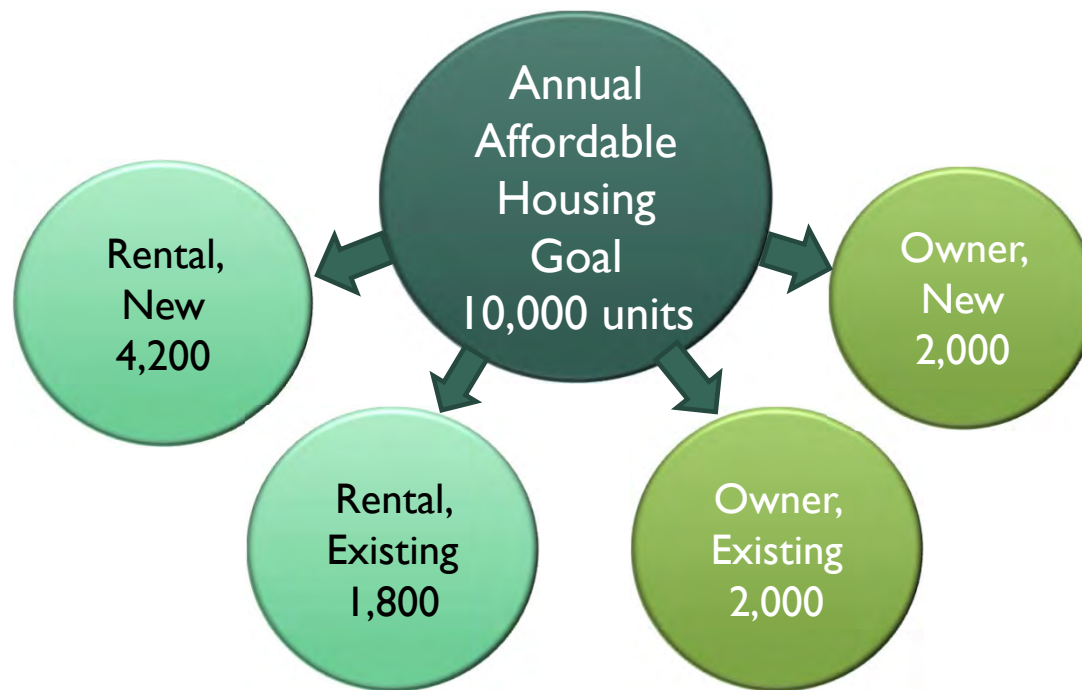 Annual
Affordable
Housing
Goal
10,000 units
Rental,
New
4,200
Rental,
Existing
1,800
Owner,
Existing
2,000
Owner,
New
2,000